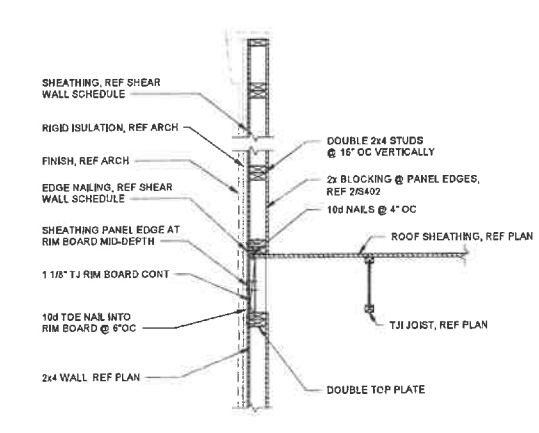 SHEATHING, REF SHEAR
WALL SCHEDULE
RIGID ISULATION, REF ARCH
FINISH, REF ARCH
EDGE NAILING, REF SHEAR
WALL SCHEDULE
SHEATHING PANEL EDGE AT
RIM BOARD MID-DEPTH
1 1/8" TJ RIM BOARD CONT
10d TOE NAIL INTO
RIM BOARD @ 6"OC
2x4 WALL REF PLAN
DOUBLE 2x4 STUDS
@ 16" OC VERTICALLY
2x BLOCKING @ PANEL EDGES,
REF 2/S402
10d NAILS @ 4" OC
ROOF SHEATHING, REF PLAN
TJI JOIST, REF PLAN
DOUBLE TOP PLATE